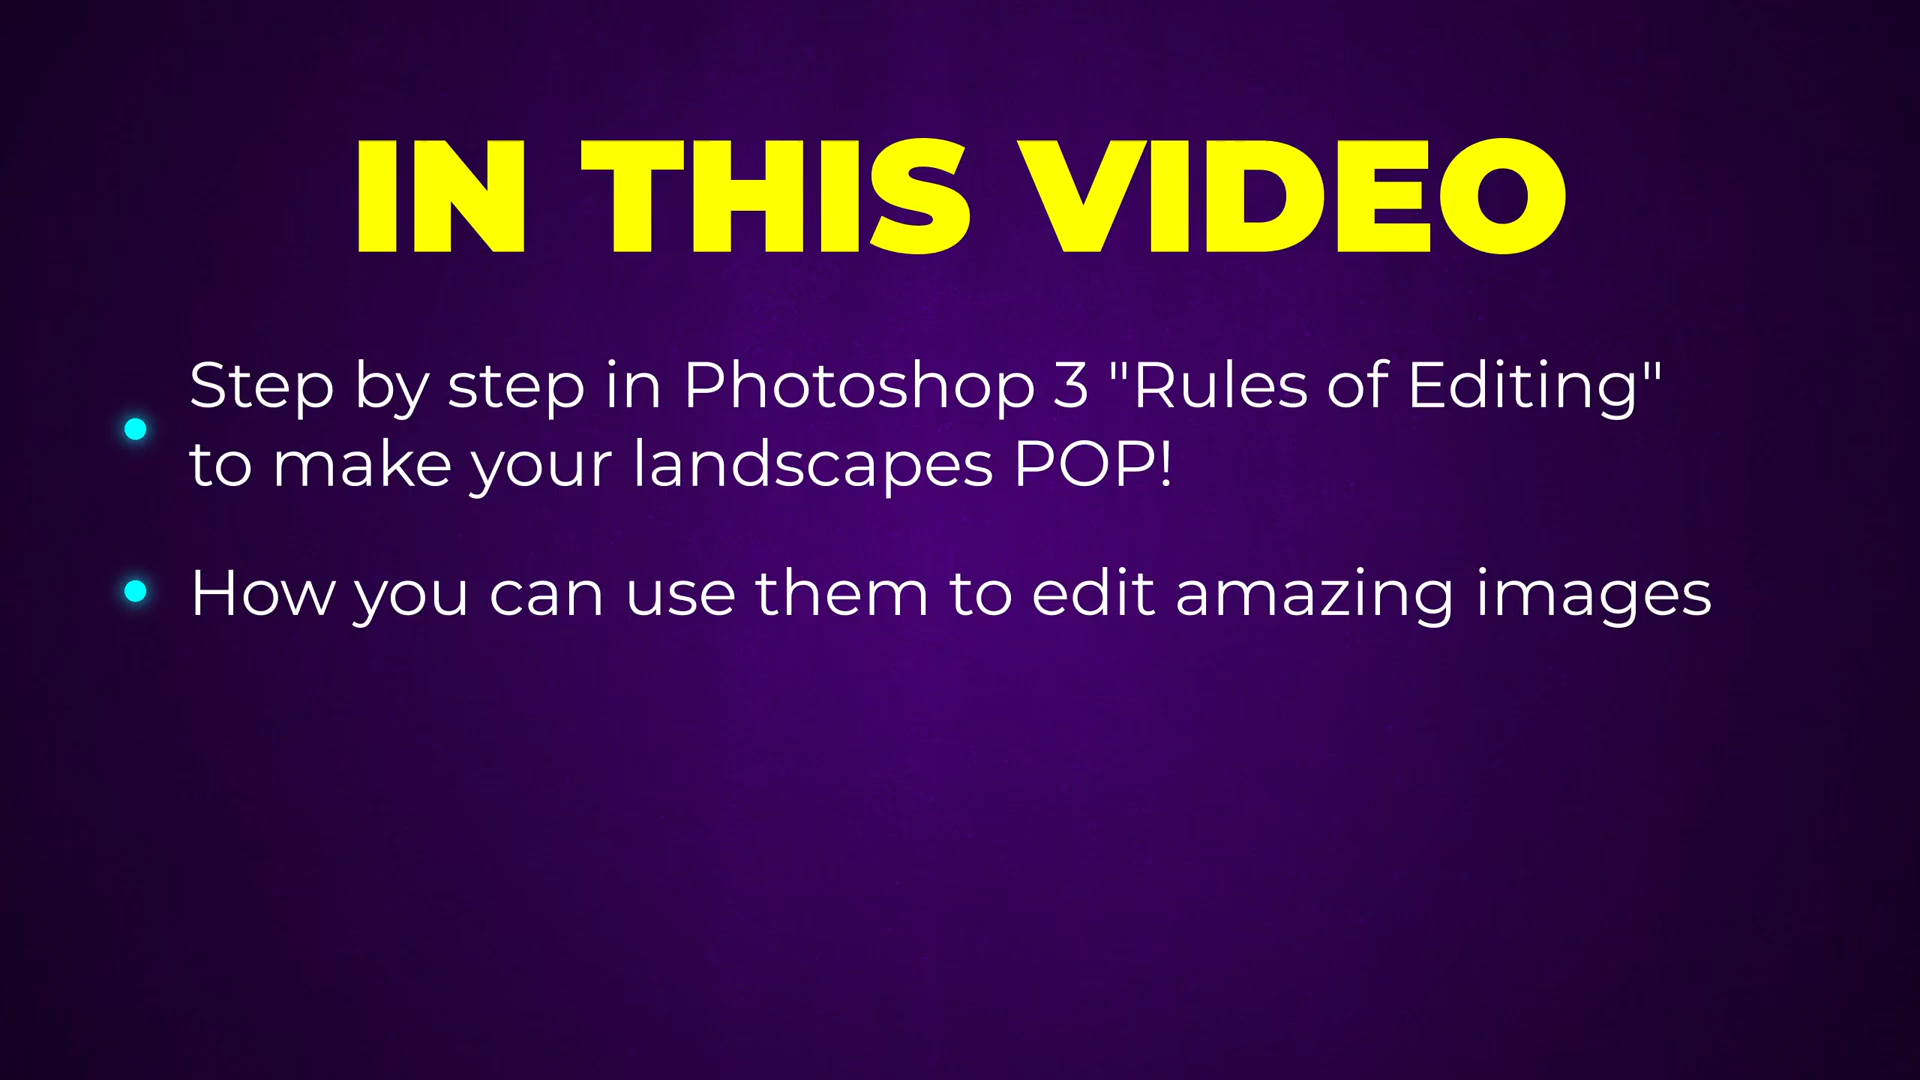 IN THIS VIDEO
Step by step in Photoshop 3 "Rules of Editing"
to make your landscapes POP!
How you can use them to edit amazing images